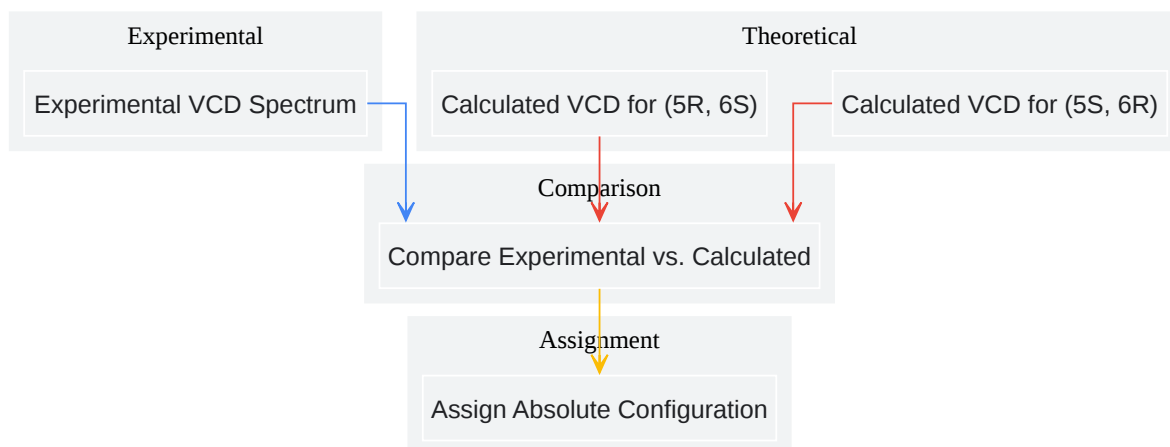 Experimental
Theoretical
Experimental VCD Spectrum
Calculated VCD for (5R, 6S)
Calculated VCD for (5S, 6R)
Comparison
Compare Experimental vs. Calculated
Assignment
Assign Absolute Configuration